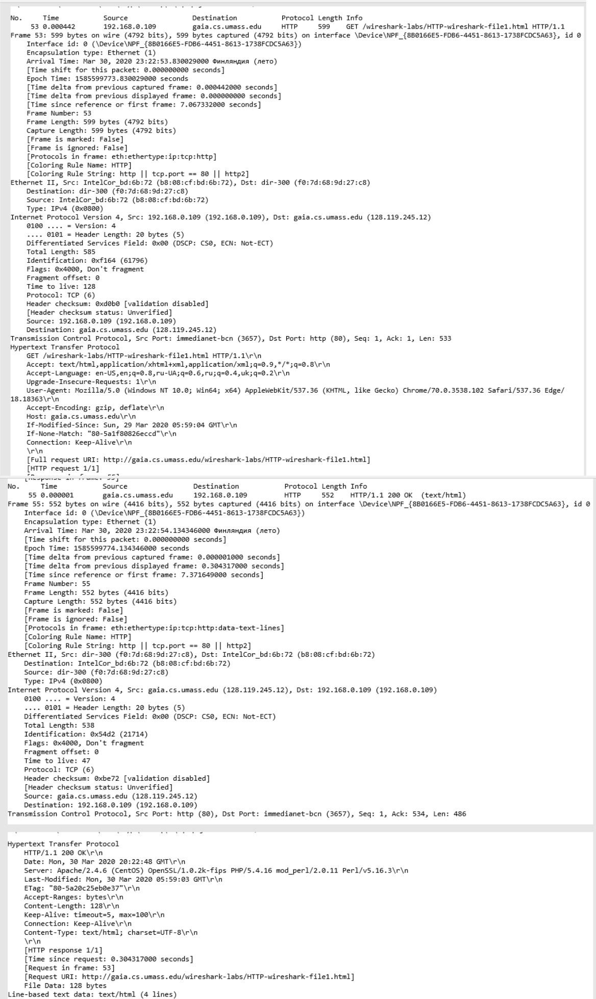 No. Time Source Destination Protocol Length Info
53 0.000442 192.168.0.109 gaia.cs.umass.edu HTTP 599 GET /wireshark-labs/HTTP-wireshark-file1.html HTTP/1.1
Frame 53: 599 bytes on wire (4792 bits), 599 bytes captured (4792 bits) on interface \Device\NPF_{8B0166E5-FDB6-4451-8613-1738FCDC5A63}, id 0
Interface id: 0 (\Device\NPF_{8B0166E5-FDB6-4451-8613-1738FCDC5A63})
Encapsulation type: Ethernet (1)
Arrival Time: Mar 30, 2020 23:22:53.830029000 Финляндия (лето)
[Time shift for this packet: 0.000000000 seconds]
Epoch Time: 1585599773.830029000 seconds
[Time delta from previous captured frame: 0.000442000 seconds]
[Time delta from previous displayed frame: 0.000000000 seconds]
[Time since reference or first frame: 7.067332000 seconds]
Frame Number: 53
Frame Length: 599 bytes (4792 bits)
Capture Length: 599 bytes (4792 bits)
[Frame is marked: False]
[Frame is ignored: False]
[Protocols in frame: eth:ethertype:ip:tcp:http]
[Coloring Rule Name: HTTP]
[Coloring Rule String: http || tcp.port == 80 || http2]
Ethernet II, Src: IntelCor_bd:6b:72 (b8:08:cf:bd:6b:72), Dst: dir-300 (f0:7d:68:9d:27:c8)
Destination: dir-300 (f0:7d:68:9d:27:c8)
Source: IntelCor_bd:6b:72 (b8:08:cf:bd:6b:72)
Type: IPv4 (0x0800)
Internet Protocol Version 4, Src: 192.168.0.109 (192.168.0.109), Dst: gaia.cs.umass.edu (128.119.245.12)
0100 .... = Version: 4
.... 0101 = Header Length: 20 bytes (5)
Differentiated Services Field: 0x00 (DSCP: CS0, ECN: Not-ECT)
Total Length: 585
Identification: 0xf164 (61796)
Flags: 0x4000, Don't fragment
Fragment offset: 0
Time to live: 128
Protocol: TCP (6)
Header checksum: 0xd0b0 [validation disabled]
[Header checksum status: Unverified]
Source: 192.168.0.109 (192.168.0.109)
Destination: gaia.cs.umass.edu (128.119.245.12)
Transmission Control Protocol, Src Port: immedianet-bcn (3657), Dst Port: http (80), Seq: 1, Ack: 1, Len: 533
Hypertext Transfer Protocol
GET /wireshark-labs/HTTP-wireshark-file1.html HTTP/1.1\r\n
Accept: text/html,application/xhtml+xml,application/xml;q=0.9,*/*;q=0.8\r\n
Accept-Language: en-US,en;q=0.8,ru-UA;q=0.6,ru;q=0.4,uk;q=0.2\r\n
Upgrade-Insecure-Requests: 1\r\n
User-Agent: Mozilla/5.0 (Windows NT 10.0; Win64; x64) AppleWebKit/537.36 (KHTML, like Gecko) Chrome/70.0.3538.102 Safari/537.36 Edge/
18.18363\r\n
Accept-Encoding: gzip, deflate\r\n
Host: gaia.cs.umass.edu\r\n
If-Modified-Since: Sun, 29 Mar 2020 05:59:04 GMT\r\n
If-None-Match: "80-5a1f80826eccd"\r\n
Connection: Keep-Alive\r\n
\r\n
[Full request URI: http://gaia.cs.umass.edu/wireshark-labs/HTTP-wireshark-file1.html]
[HTTP request 1/1]
[Response in frame: 55]
No. Time Source Destination Protocol Length Info
55 0.000001 gaia.cs.umass.edu 192.168.0.109 HTTP 552 HTTP/1.1 200 OK (text/html)
Frame 55: 552 bytes on wire (4416 bits), 552 bytes captured (4416 bits) on interface \Device\NPF_{8B0166E5-FDB6-4451-8613-1738FCDC5A63}, id 0
Interface id: 0 (\Device\NPF_{8B0166E5-FDB6-4451-8613-1738FCDC5A63})
Encapsulation type: Ethernet (1)
Arrival Time: Mar 30, 2020 23:22:54.134346000 Финляндия (лето)
[Time shift for this packet: 0.000000000 seconds]
Epoch Time: 1585599774.134346000 seconds
[Time delta from previous captured frame: 0.000001000 seconds]
[Time delta from previous displayed frame: 0.304317000 seconds]
[Time since reference or first frame: 7.371649000 seconds]
Frame Number: 55
Frame Length: 552 bytes (4416 bits)
Capture Length: 552 bytes (4416 bits)
[Frame is marked: False]
[Frame is ignored: False]
[Protocols in frame: eth:ethertype:ip:tcp:http:data-text-lines]
[Coloring Rule Name: HTTP]
[Coloring Rule String: http || tcp.port == 80 || http2]
Ethernet II, Src: dir-300 (f0:7d:68:9d:27:c8), Dst: IntelCor_bd:6b:72 (b8:08:cf:bd:6b:72)
Destination: IntelCor_bd:6b:72 (b8:08:cf:bd:6b:72)
Source: dir-300 (f0:7d:68:9d:27:c8)
Type: IPv4 (0x0800)
Internet Protocol Version 4, Src: gaia.cs.umass.edu (128.119.245.12), Dst: 192.168.0.109 (192.168.0.109)
0100 .... = Version: 4
.... 0101 = Header Length: 20 bytes (5)
Differentiated Services Field: 0x00 (DSCP: CS0, ECN: Not-ECT)
Total Length: 538
Identification: 0x54d2 (21714)
Flags: 0x4000, Don't fragment
Fragment offset: 0
Time to live: 47
Protocol: TCP (6)
Header checksum: 0xbe72 [validation disabled]
[Header checksum status: Unverified]
Source: gaia.cs.umass.edu (128.119.245.12)
Destination: 192.168.0.109 (192.168.0.109)
Transmission Control Protocol, Src Port: http (80), Dst Port: immedianet-bcn (3657), Seq: 1, Ack: 534, Len: 486
Hypertext Transfer Protocol
HTTP/1.1 200 OK\r\n
Date: Mon, 30 Mar 2020 20:22:48 GMT\r\n
Server: Apache/2.4.6 (CentOS) OpenSSL/1.0.2k-fips PHP/5.4.16 mod_perl/2.0.11 Perl/v5.16.3\r\n
Last-Modified: Mon, 30 Mar 2020 05:59:03 GMT\r\n
ETag: "80-5a20c25eb0e37"\r\n
Accept-Ranges: bytes\r\n
Content-Length: 128\r\n
Keep-Alive: timeout=5, max=100\r\n
Connection: Keep-Alive\r\n
Content-Type: text/html; charset=UTF-8\r\n
\r\n
[HTTP response 1/1]
[Time since request: 0.304317000 seconds]
[Request in frame: 53]
[Request URI: http://gaia.cs.umass.edu/wireshark-labs/HTTP-wireshark-file1.html]
File Data: 128 bytes
Line-based text data: text/html (4 lines)